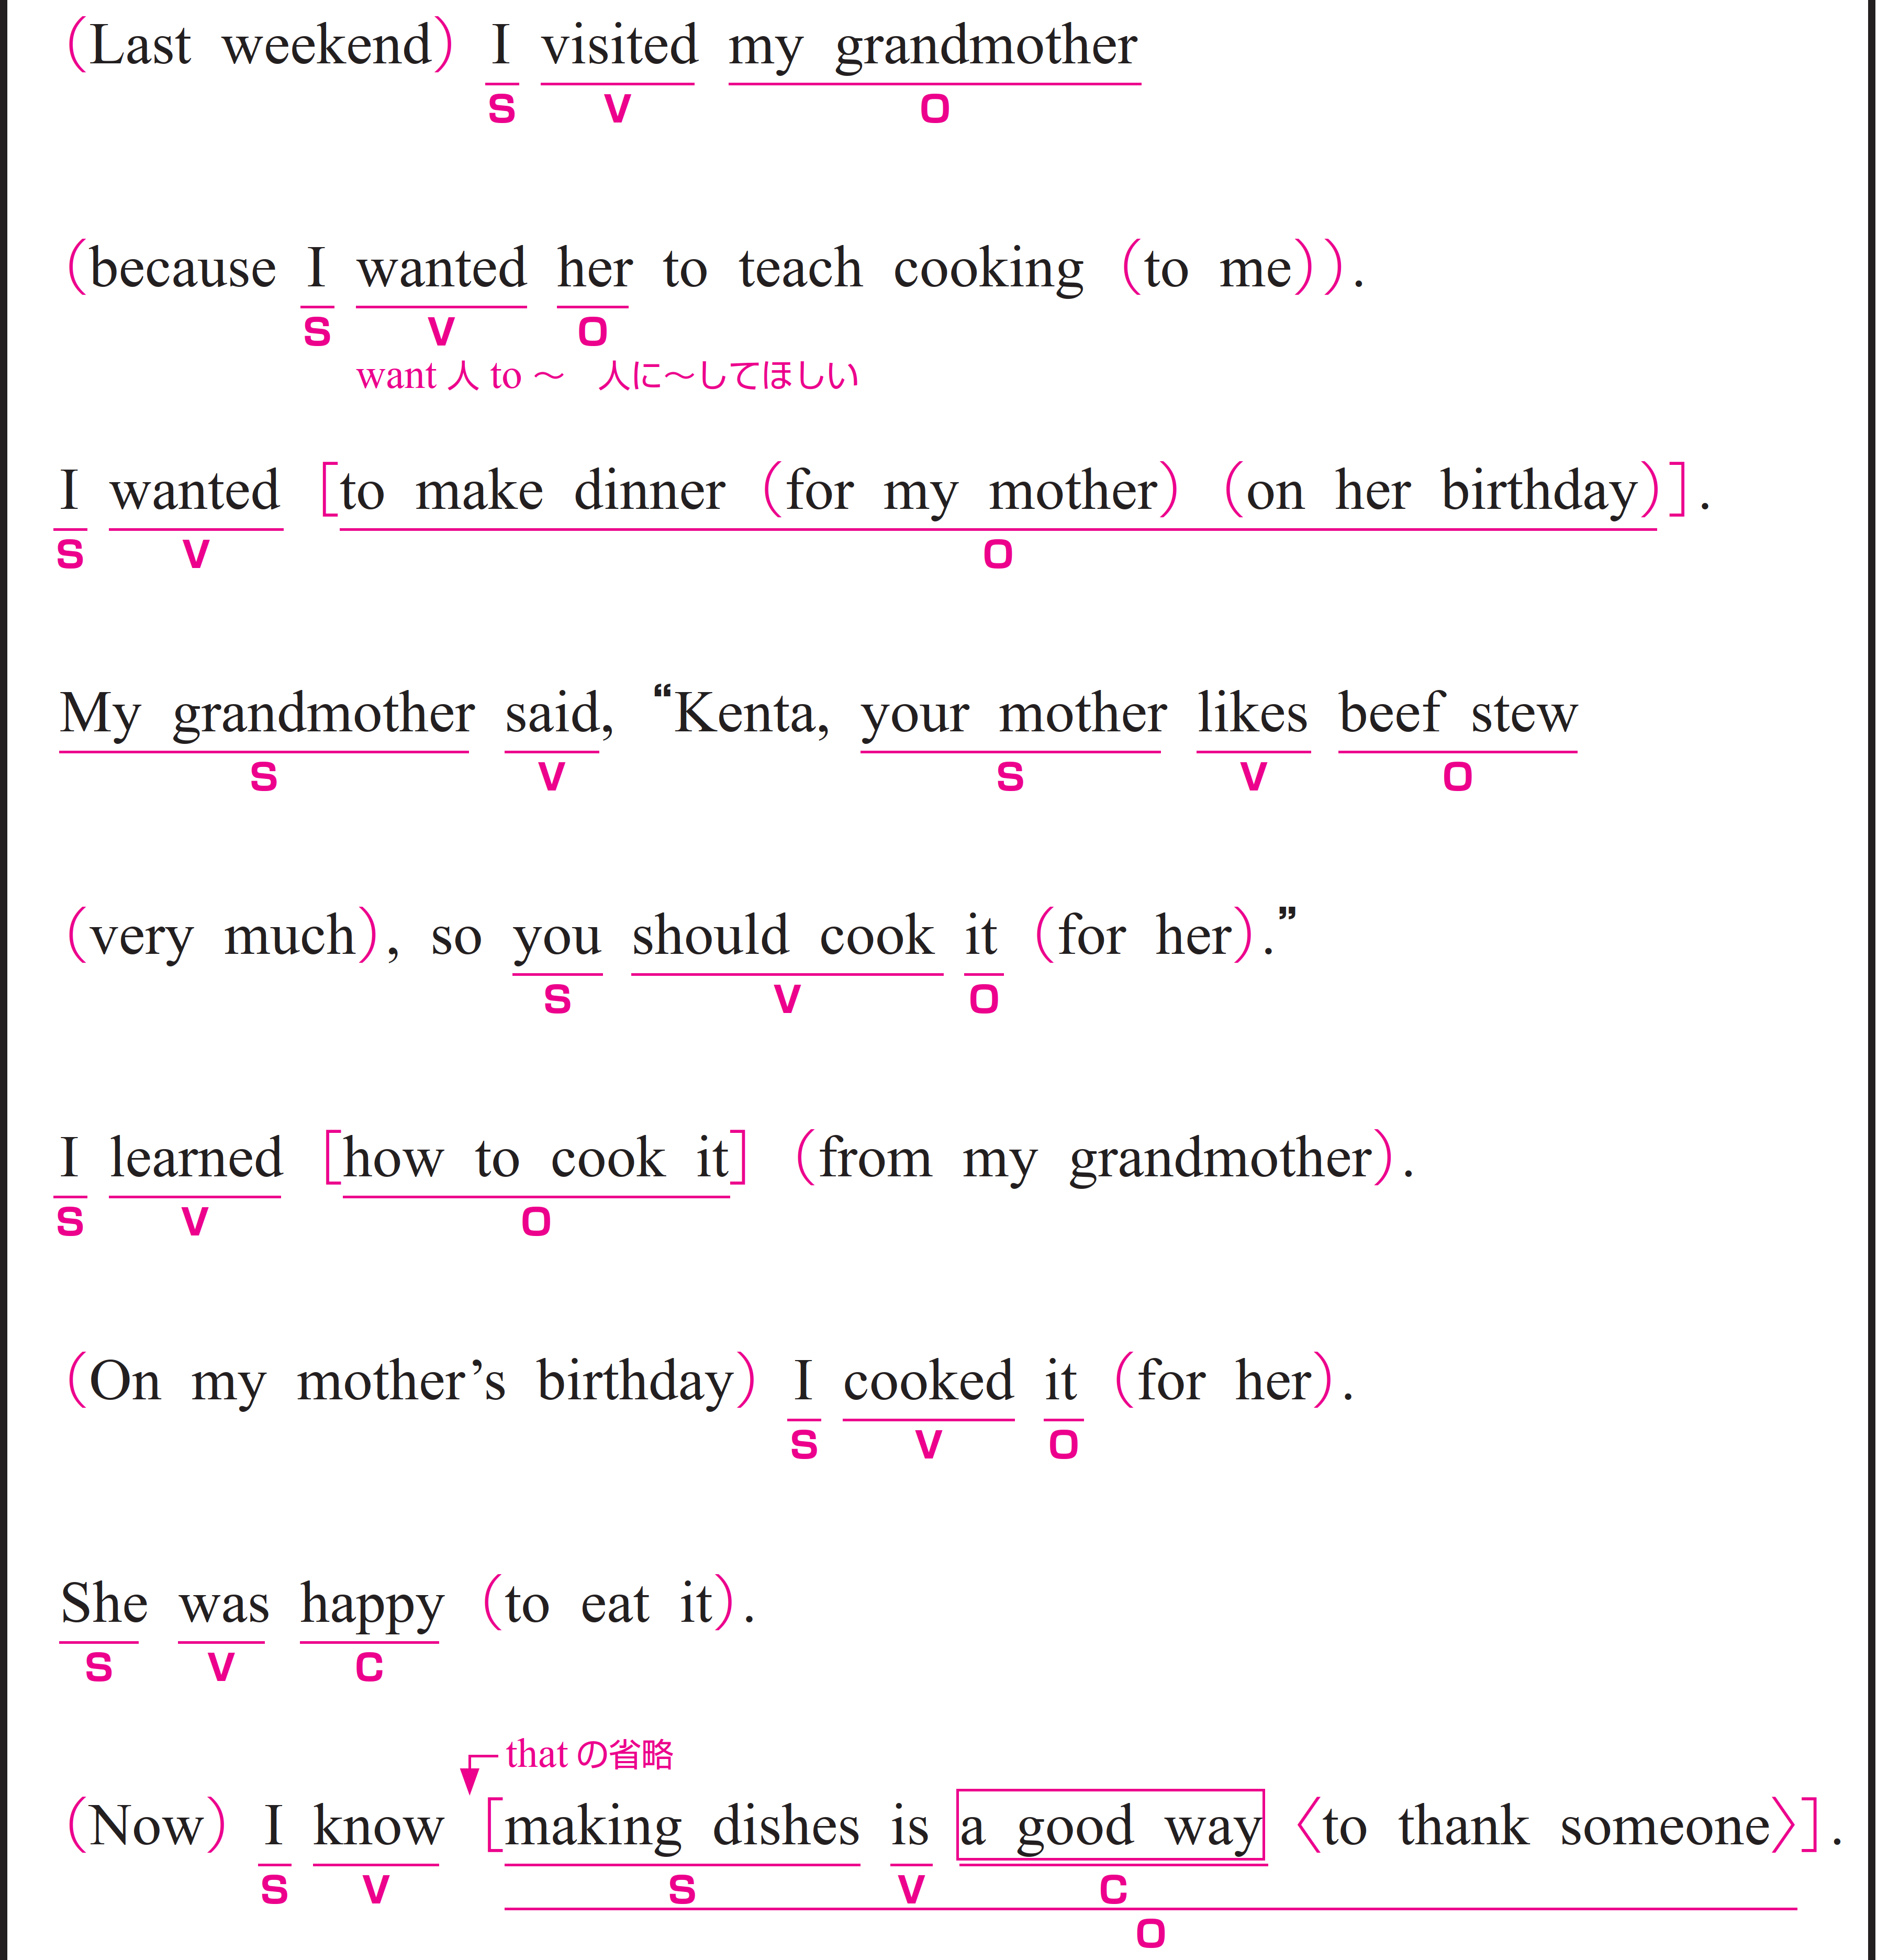 (Last weekend) I visited my grandmother
S V O
(because I wanted her to teach cooking (to me)).
S V O
want 人 to ～ 人に～してほしい
I wanted [to make dinner (for my mother) (on her birthday)].
S V O
My grandmother said, “Kenta, your mother likes beef stew
S V S V O
(very much), so you should cook it (for her).”
S V O
I learned [how to cook it] (from my grandmother).
S V O
(On my mother’s birthday) I cooked it (for her).
S V O
She was happy (to eat it).
S V C
thatの省略
(Now) I know [making dishes is a good way 〈to thank someone〉].
S V S V C
O